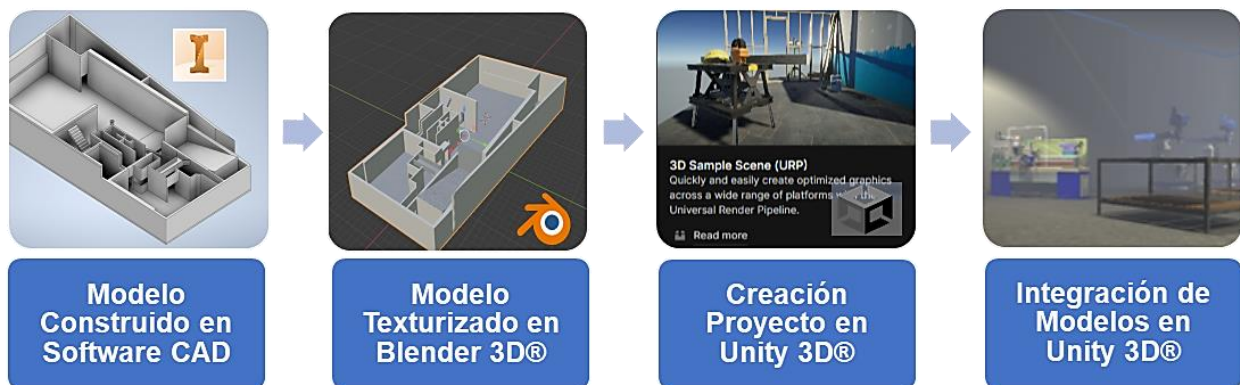 3D Sample Scene (URP)
Quickly and easily create optimized graphics
across a wide range of platforms with the
Universal Render Pipeline.
Read more
Modelo
Construido en
Software CAD
Modelo
Texturizado en
Blender 3D®
Creación
Proyecto en
Unity 3D®
Integración de
Modelos en
Unity 3D®